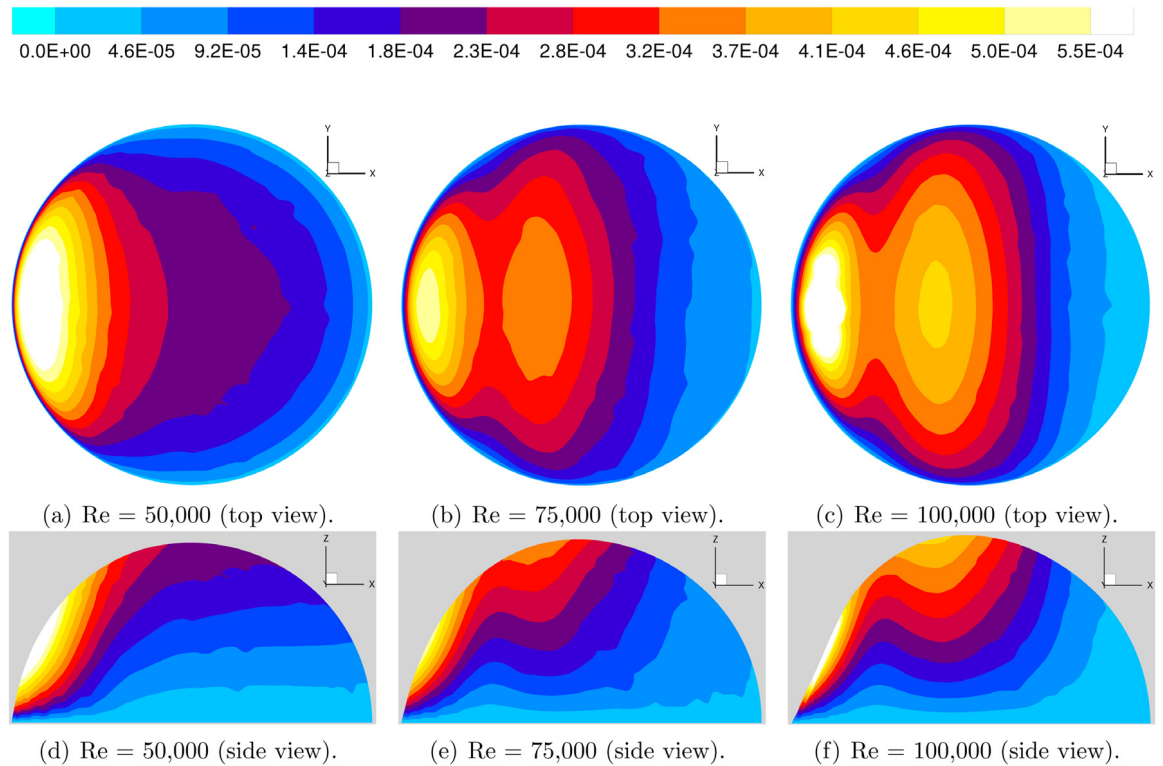 0.0E+00 4.6E-05 9.2E-05 1.4E-04 1.8E-04 2.3E-04 2.8E-04 3.2E-04 3.7E-04 4.1E-04 4.6E-04 5.0E-04 5.5E-04
Y Y Y
Z X Z X Z X
(a) Re = 50,000 (top view). (b) Re = 75,000 (top view). (c) Re = 100,000 (top view).
Z Z Z
Y X Y X Y X
(d) Re = 50,000 (side view). (e) Re = 75,000 (side view). (f) Re = 100,000 (side view).